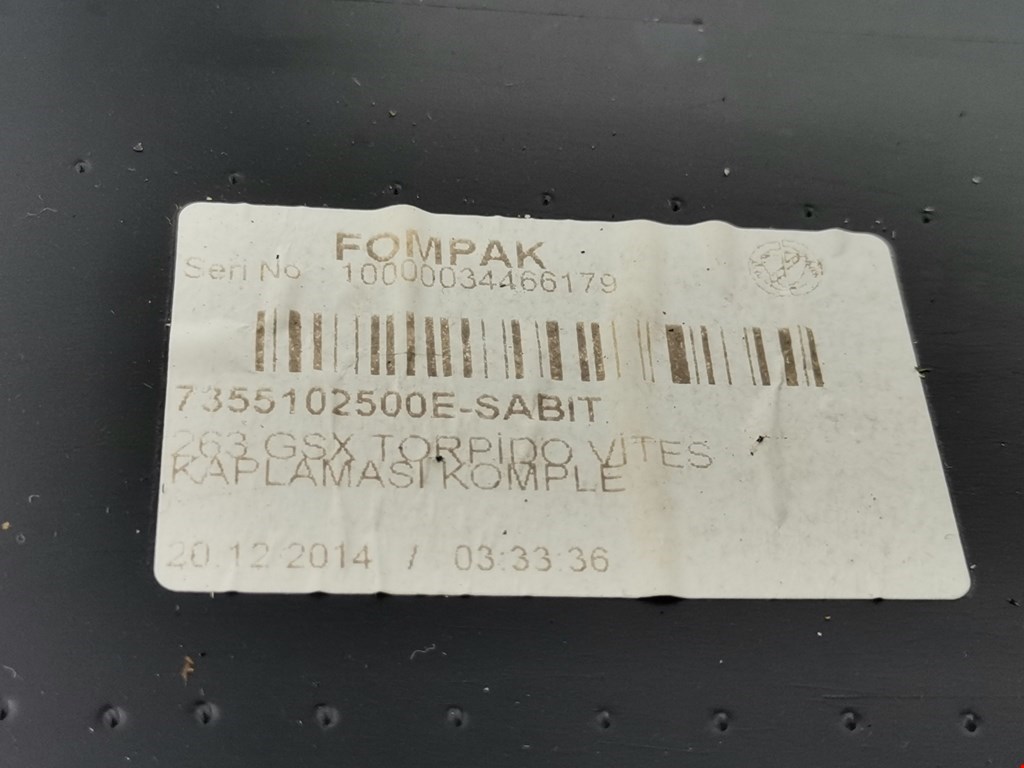 FOMPAK
Seri No : 10000034466179
7355102500E-SABIT
263 GSX TORPİDO VİTES
KAPLAMASI KOMPLE
20.12.2014 / 03:33:36